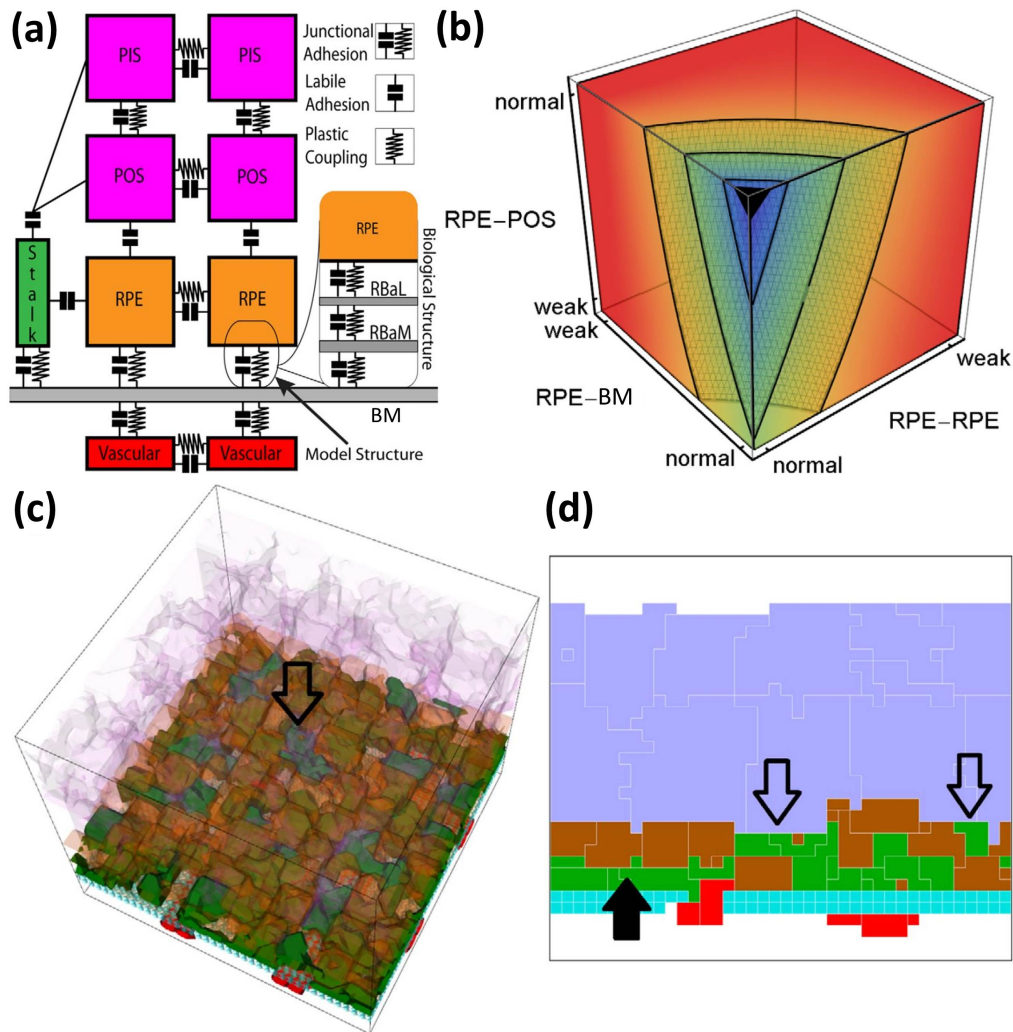 (a)
PIS
PIS
Junctional
Adhesion
Labile
Adhesion
Plastic
Coupling
POS
POS
Stalk
RPE
RPE
RPE
RBaL
RBaM
Biological Structure
BM
Vascular
Vascular
Model Structure
(b)
normal
RPE–POS
weak
weak
RPE–BM
normal
normal
RPE–RPE
weak
(c)
(d)